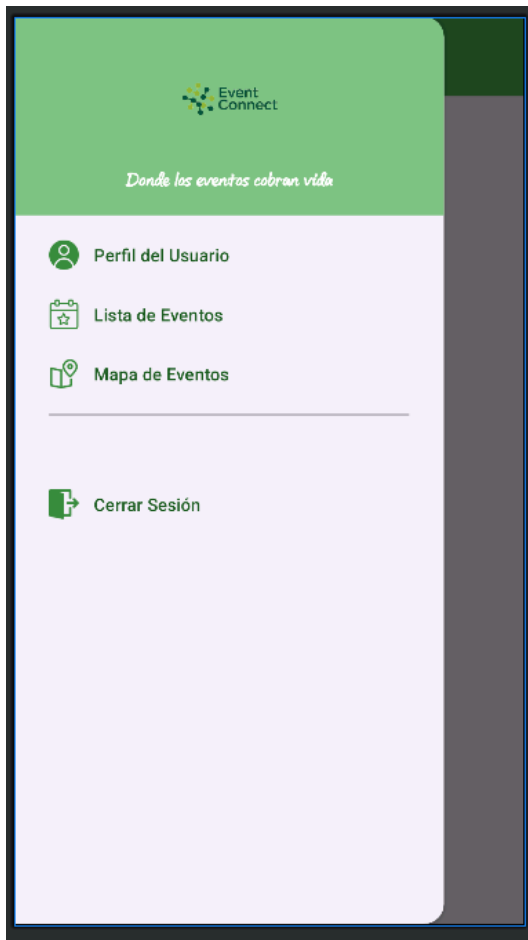 Event
Connect
Donde los eventos cobran vida
Perfil del Usuario
Lista de Eventos
Mapa de Eventos
Cerrar Sesión